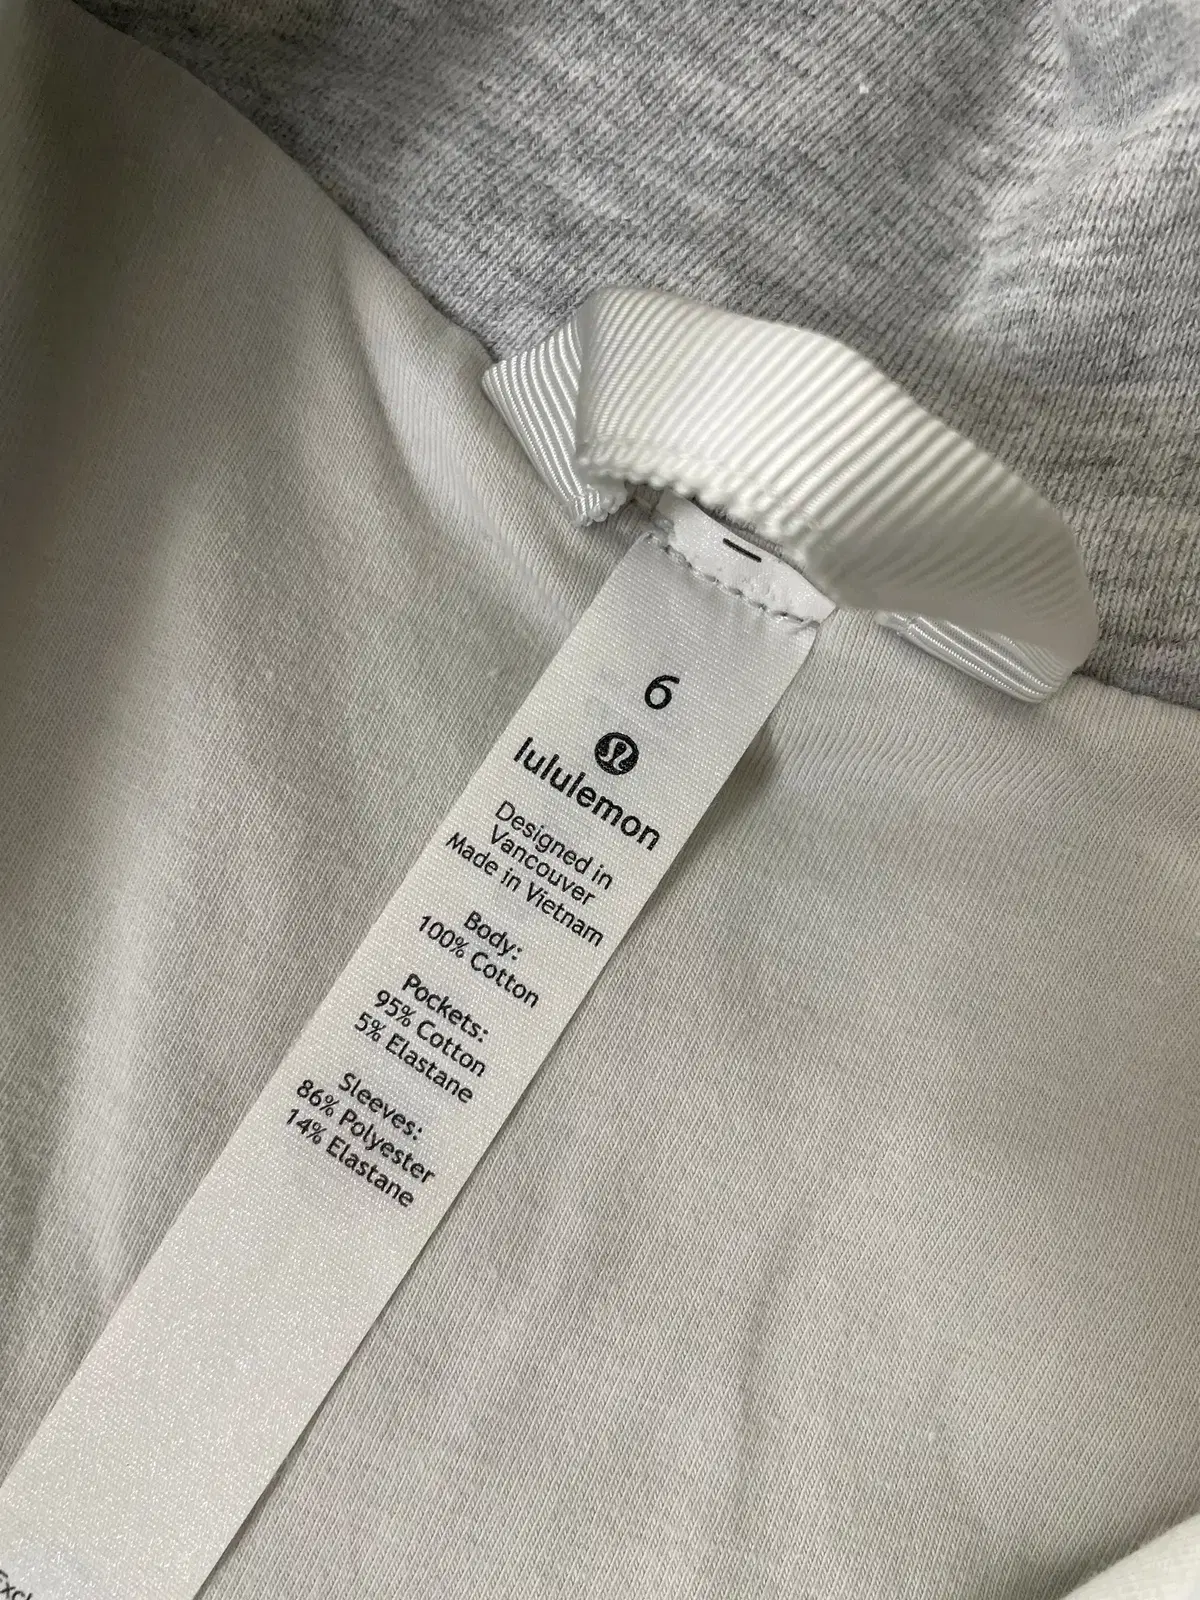 6
lululemon
Designed in
Vancouver
Made in Vietnam
Body:
100% Cotton
Pockets:
95% Cotton
5% Elastane
Sleeves:
86% Polyester
14% Elastane